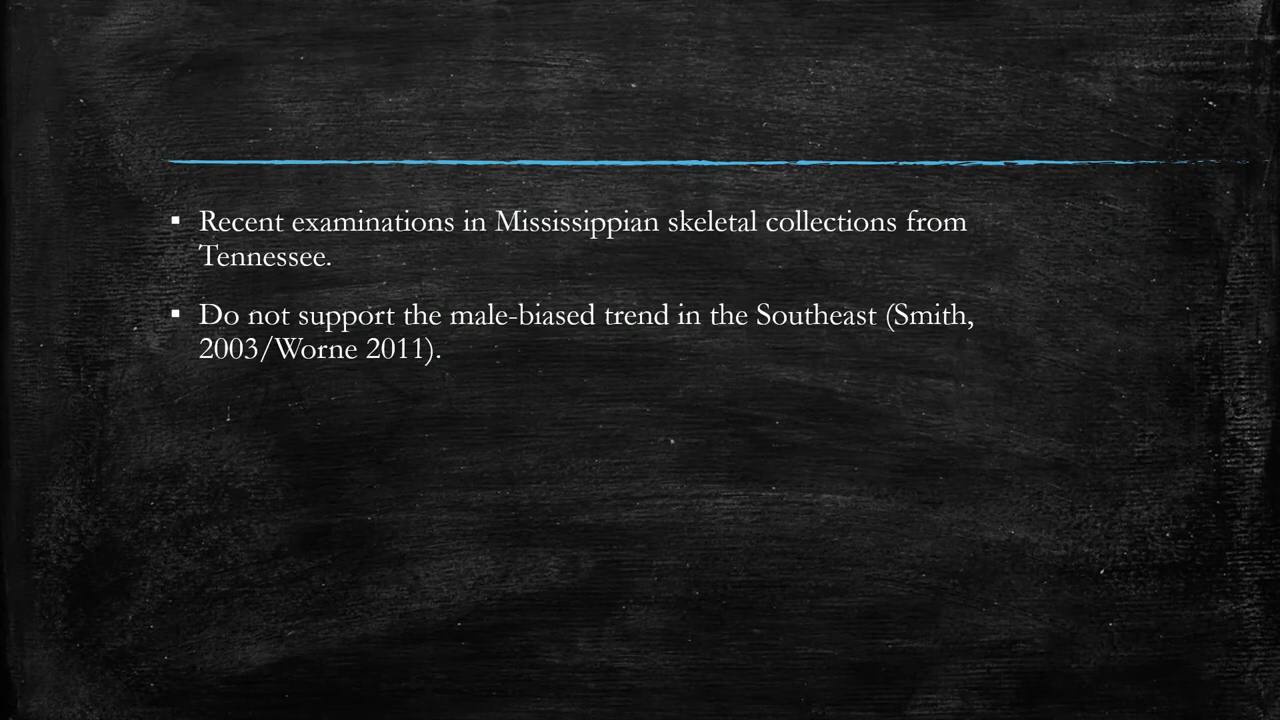 ▪ Recent examinations in Mississippian skeletal collections from
Tennessee.
▪ Do not support the male-biased trend in the Southeast (Smith,
2003/Worne 2011).